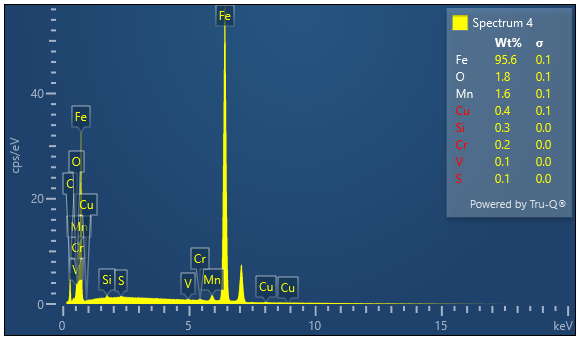 Fe
Spectrum 4
Wt% σ
Fe 95.6 0.1
O 1.8 0.1
Mn 1.6 0.1
Cu 0.4 0.1
Si 0.3 0.0
Cr 0.2 0.0
V 0.1 0.0
S 0.1 0.0
Powered by Tru-Q®
cps/eV
40
20
0
Fe
O
C
Cu
Mn
Cr
V
Si
S
V
Cr
Mn
Cu
Cu
0 5 10 15 keV